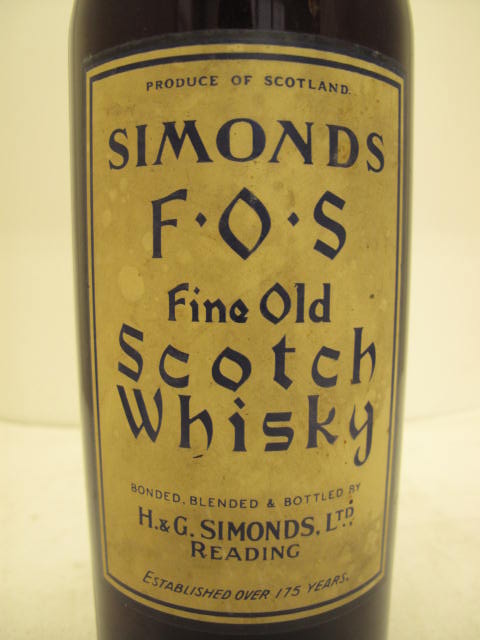 PRODUCE OF SCOTLAND.
SIMONDS
F·O·S
Fine Old
Scotch
Whisky
BONDED, BLENDED & BOTTLED BY
H. & G. SIMONDS, LTD.
READING
ESTABLISHED OVER 175 YEARS.